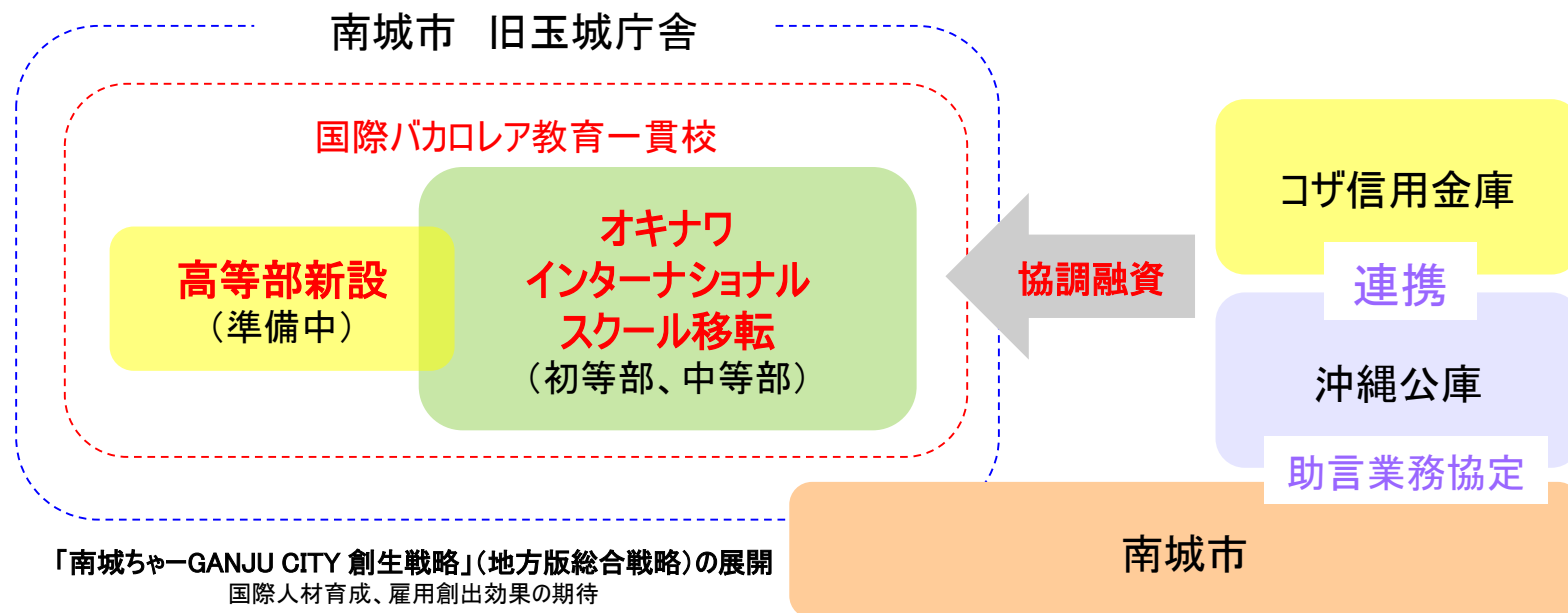 南城市 旧玉城庁舎
国際バカロレア教育一貫校
高等部新設
（準備中）
オキナワ
インターナショナル
スクール移転
（初等部、中等部）
協調融資
コザ信用金庫
連携
沖縄公庫
助言業務協定
南城市
「南城ちゃーGANJU CITY 創生戦略」（地方版総合戦略）の展開
国際人材育成、雇用創出効果の期待